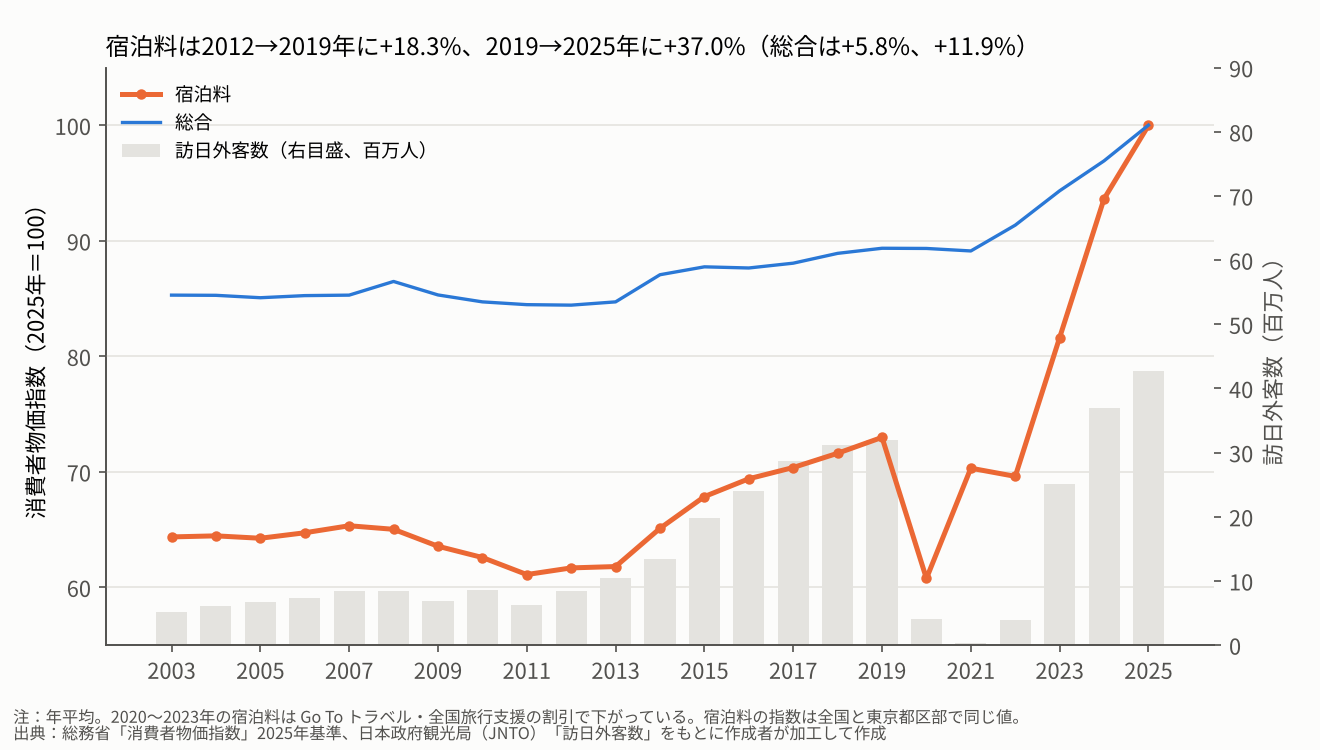 宿泊料は2012→2019年に+18.3%、2019→2025年に+37.0%（総合は+5.8%、+11.9%）
宿泊料
総合
訪日外客数（右目盛、百万人）
消費者物価指数（2025年＝100）
100
90
80
70
60
90
80
70
60
50
40
30
20
10
0
訪日外客数（百万人）
2003 2005 2007 2009 2011 2013 2015 2017 2019 2021 2023 2025
注：年平均。2020～2023年の宿泊料は Go To トラベル・全国旅行支援の割引で下がっている。宿泊料の指数は全国と東京都区部で同じ値。
出典：総務省「消費者物価指数」2025年基準、日本政府観光局（JNTO）「訪日外客数」をもとに作成者が加工して作成